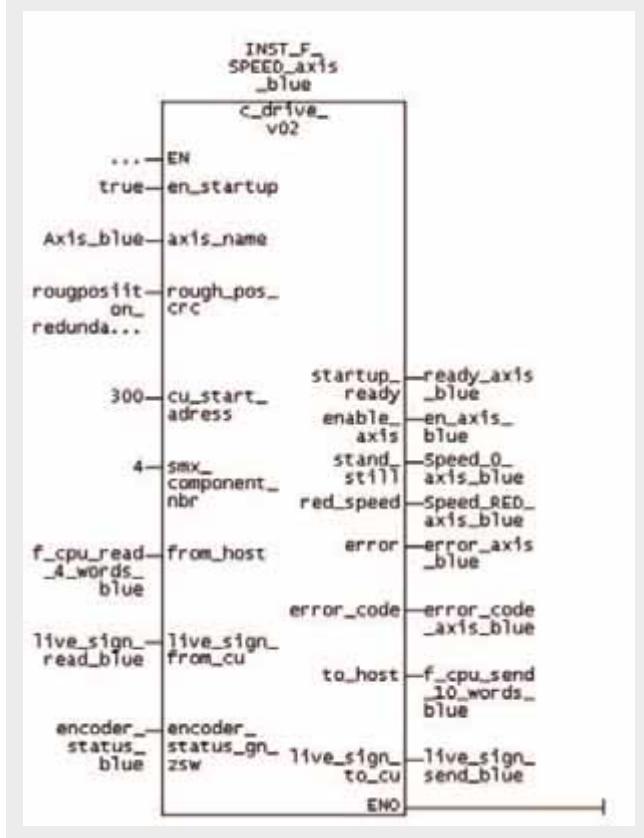 INST_F_
SPEED_axis
_blue
c_drive_
v02
... EN
true en_startup
Axis_blue axis_name
rougposiit rough_pos_
on_ crc
redunda...
startup_ ready_axis
ready _blue
300 cu_start_
adress
enable_ en_axis_
axis blue
stand_ Speed_0_
still axis_blue
4 smx_
component_
nbr
red_speed Speed_RED_
axis_blue
error error_axis
_blue
f_cpu_read from_host
_4_words_
blue
error_code error_code
_axis_blue
live_sign_ live_sign_
read_blue from_cu
to_host f_cpu_send
_10_words_
blue
encoder_ encoder_
status_ status_gn_
blue zsw
live_sign_ live_sign_
to_cu send_blue
ENO